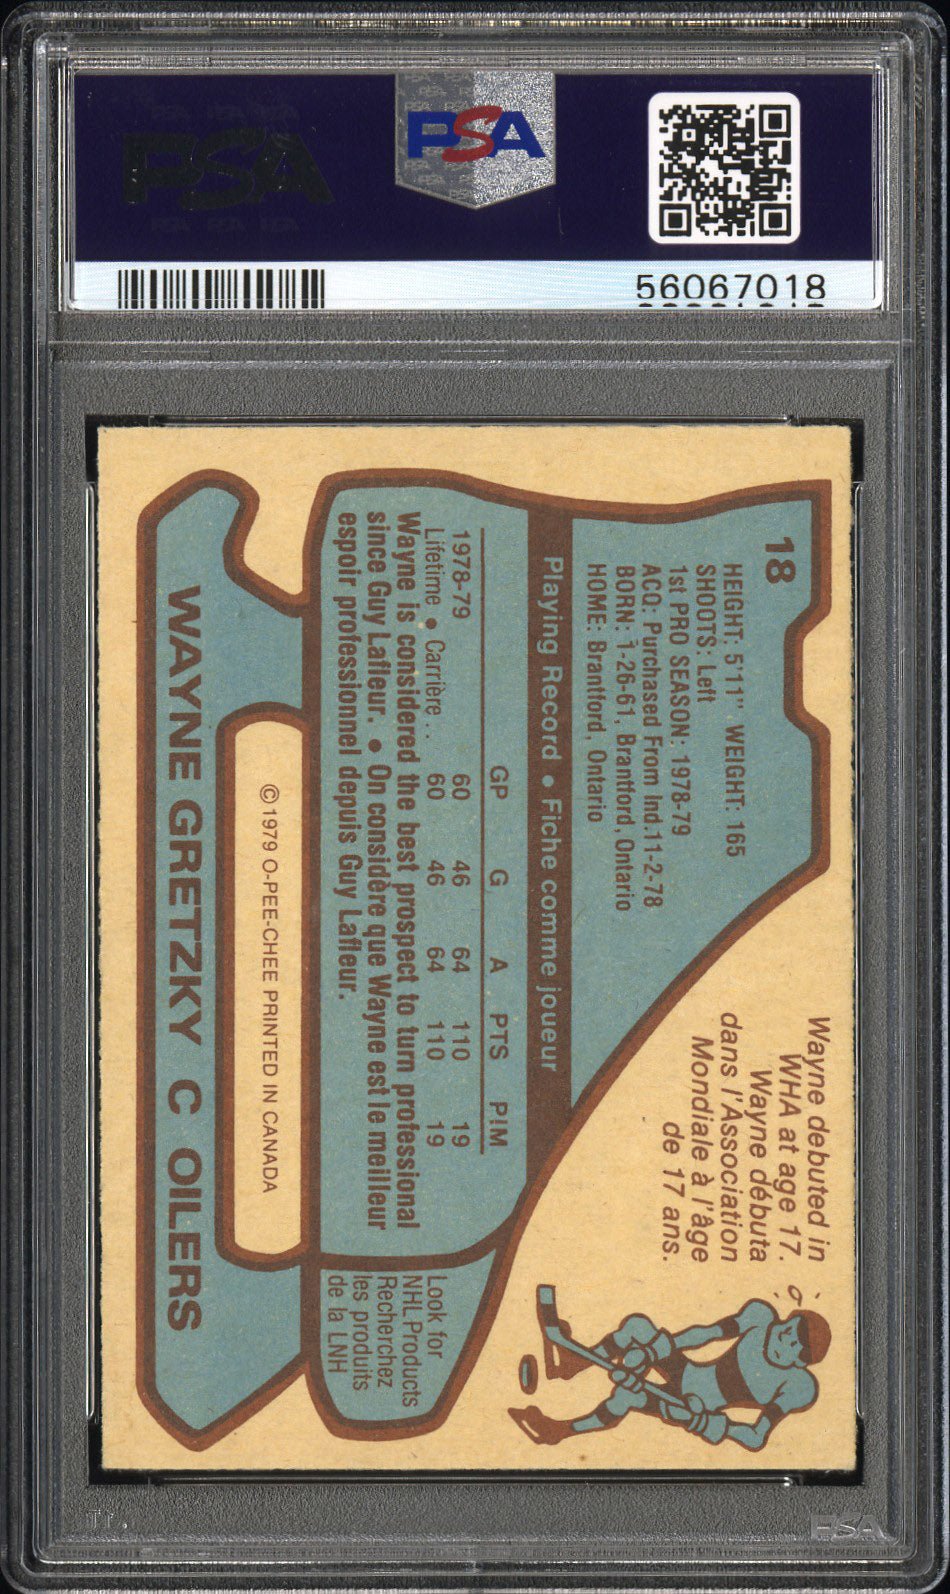 PSA
PSA
56067018
18
HEIGHT: 5'11" WEIGHT: 165
SHOOTS: Left
1st PRO SEASON: 1978-79
ACQ: Purchased From Ind.11-2-78
BORN: 1-26-61, Brantford, Ontario
HOME: Brantford, Ontario
Wayne debuted in
WHA at age 17.
Wayne débuta
dans l'Association
Mondiale à l'âge
de 17 ans.
Playing Record • Fiche comme joueur
GP G A PTS PIM
1978-79 60 46 64 110 19
Lifetime • Carrière . . 60 46 64 110 19
Wayne is considered the best prospect to turn professional
since Guy Lafleur. • On considère que Wayne est le meilleur
espoir professionnel depuis Guy Lafleur.
Look for
NHL Products
Recherchez
les produits
de la LNH
© 1979 O-PEE-CHEE PRINTED IN CANADA
WAYNE GRETZKY C OILERS
PSA